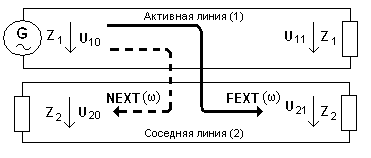 Активная линия (1)
G Z1 U10 U11 Z1
NEXT(ω) FEXT(ω)
Z2 U20 U21 Z2
Соседняя линия (2)